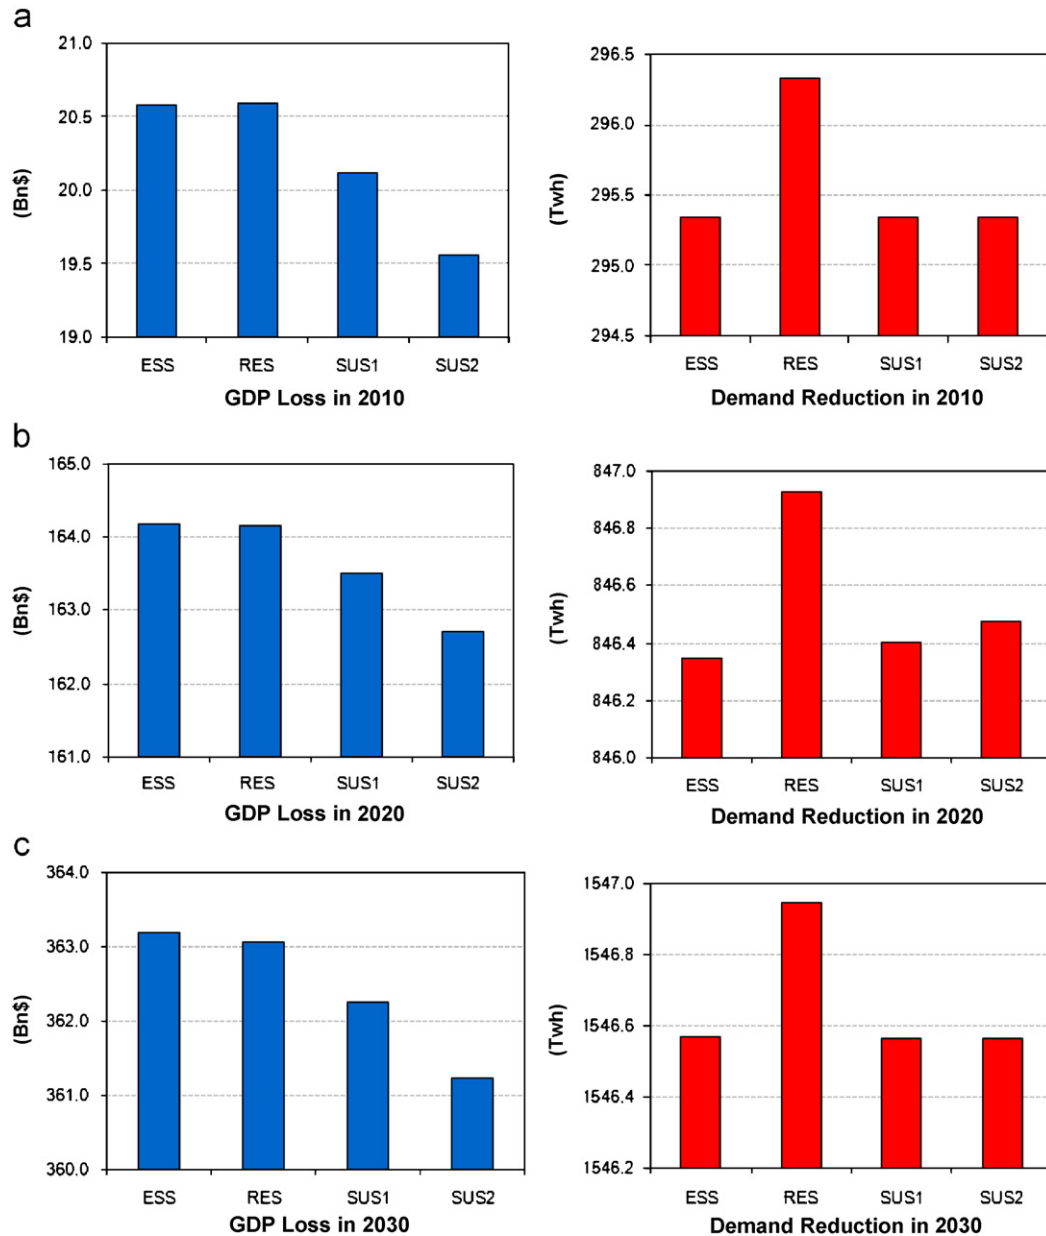 a
21.0
20.5
20.0
19.5
19.0
(Bn$)
ESS RES SUS1 SUS2
GDP Loss in 2010
296.5
296.0
295.5
295.0
294.5
(Twh)
ESS RES SUS1 SUS2
Demand Reduction in 2010
b
165.0
164.0
163.0
162.0
161.0
(Bn$)
ESS RES SUS1 SUS2
GDP Loss in 2020
847.0
846.8
846.6
846.4
846.2
846.0
(Twh)
ESS RES SUS1 SUS2
Demand Reduction in 2020
c
364.0
363.0
362.0
361.0
360.0
(Bn$)
ESS RES SUS1 SUS2
GDP Loss in 2030
1547.0
1546.8
1546.6
1546.4
1546.2
(Twh)
ESS RES SUS1 SUS2
Demand Reduction in 2030